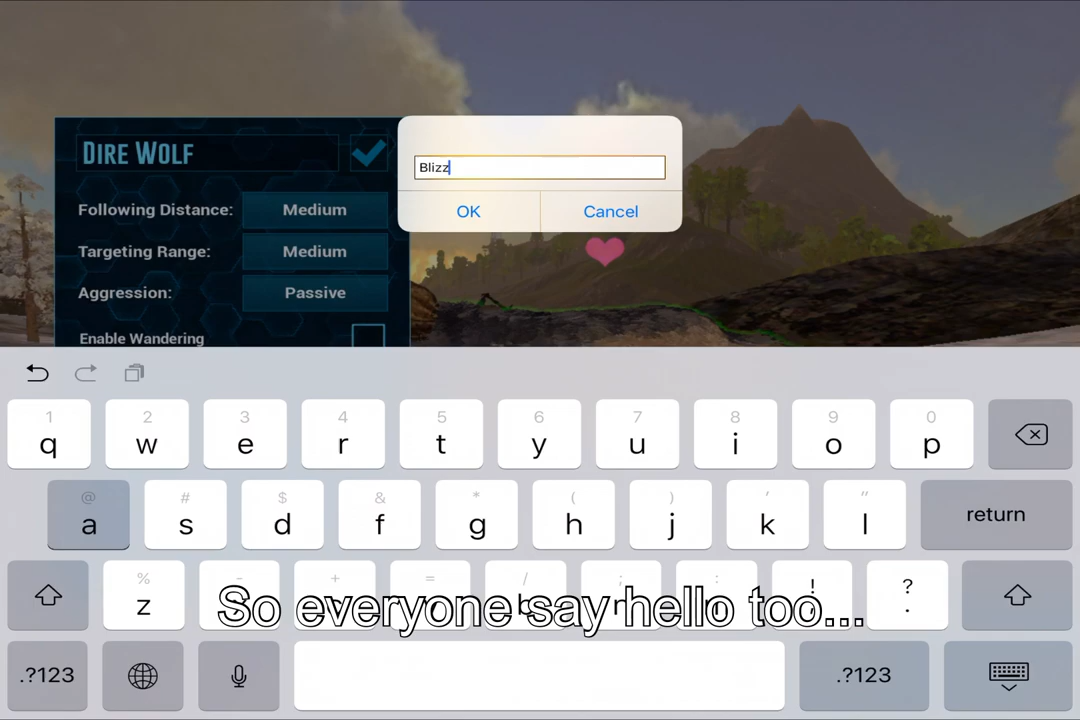 DIRE WOLF
Blizz
Following Distance: Medium
OK Cancel
Targeting Range: Medium
Aggression: Passive
Enable Wandering
1 2 3 4 5 6 7 8 9 0
q w e r t y u i o p
@ # $ & * ( ) ' "
a s d f g h j k l return
% - + = / ; : ! ?
z , .
So everyone say hello too...
.?123 .?123